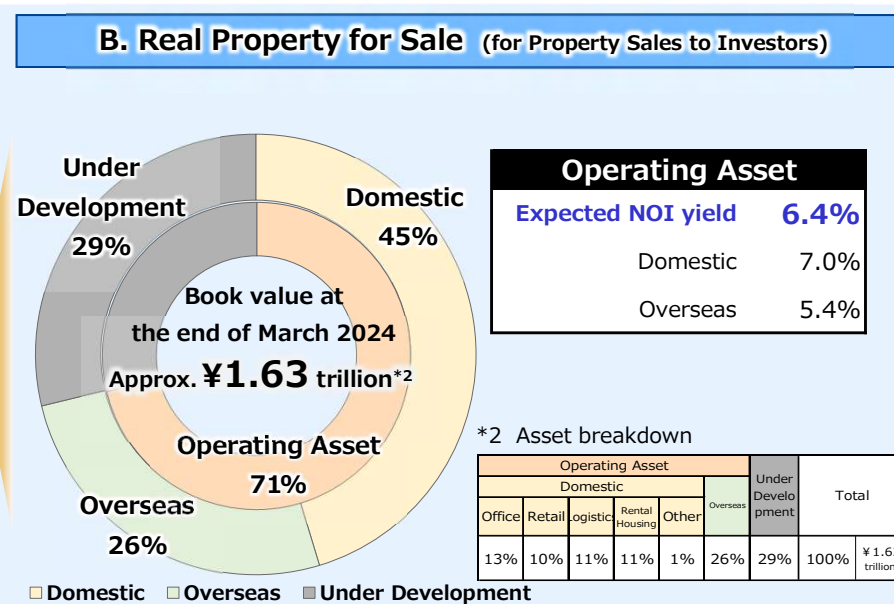 B. Real Property for Sale (for Property Sales to Investors)
Under
Development
29%
Domestic
45%
Book value at
the end of March 2024
Approx. ¥1.63 trillion*2
Operating Asset
71%
Overseas
26%
Domestic Overseas Under Development
Operating Asset
Expected NOI yield 6.4%
Domestic 7.0%
Overseas 5.4%
*2 Asset breakdown
Operating Asset
Domestic
Overseas
Under
Develo
pment
Total
Office Retail Logistics Rental
Housing Other
13% 10% 11% 11% 1% 26% 29% 100%
trillion